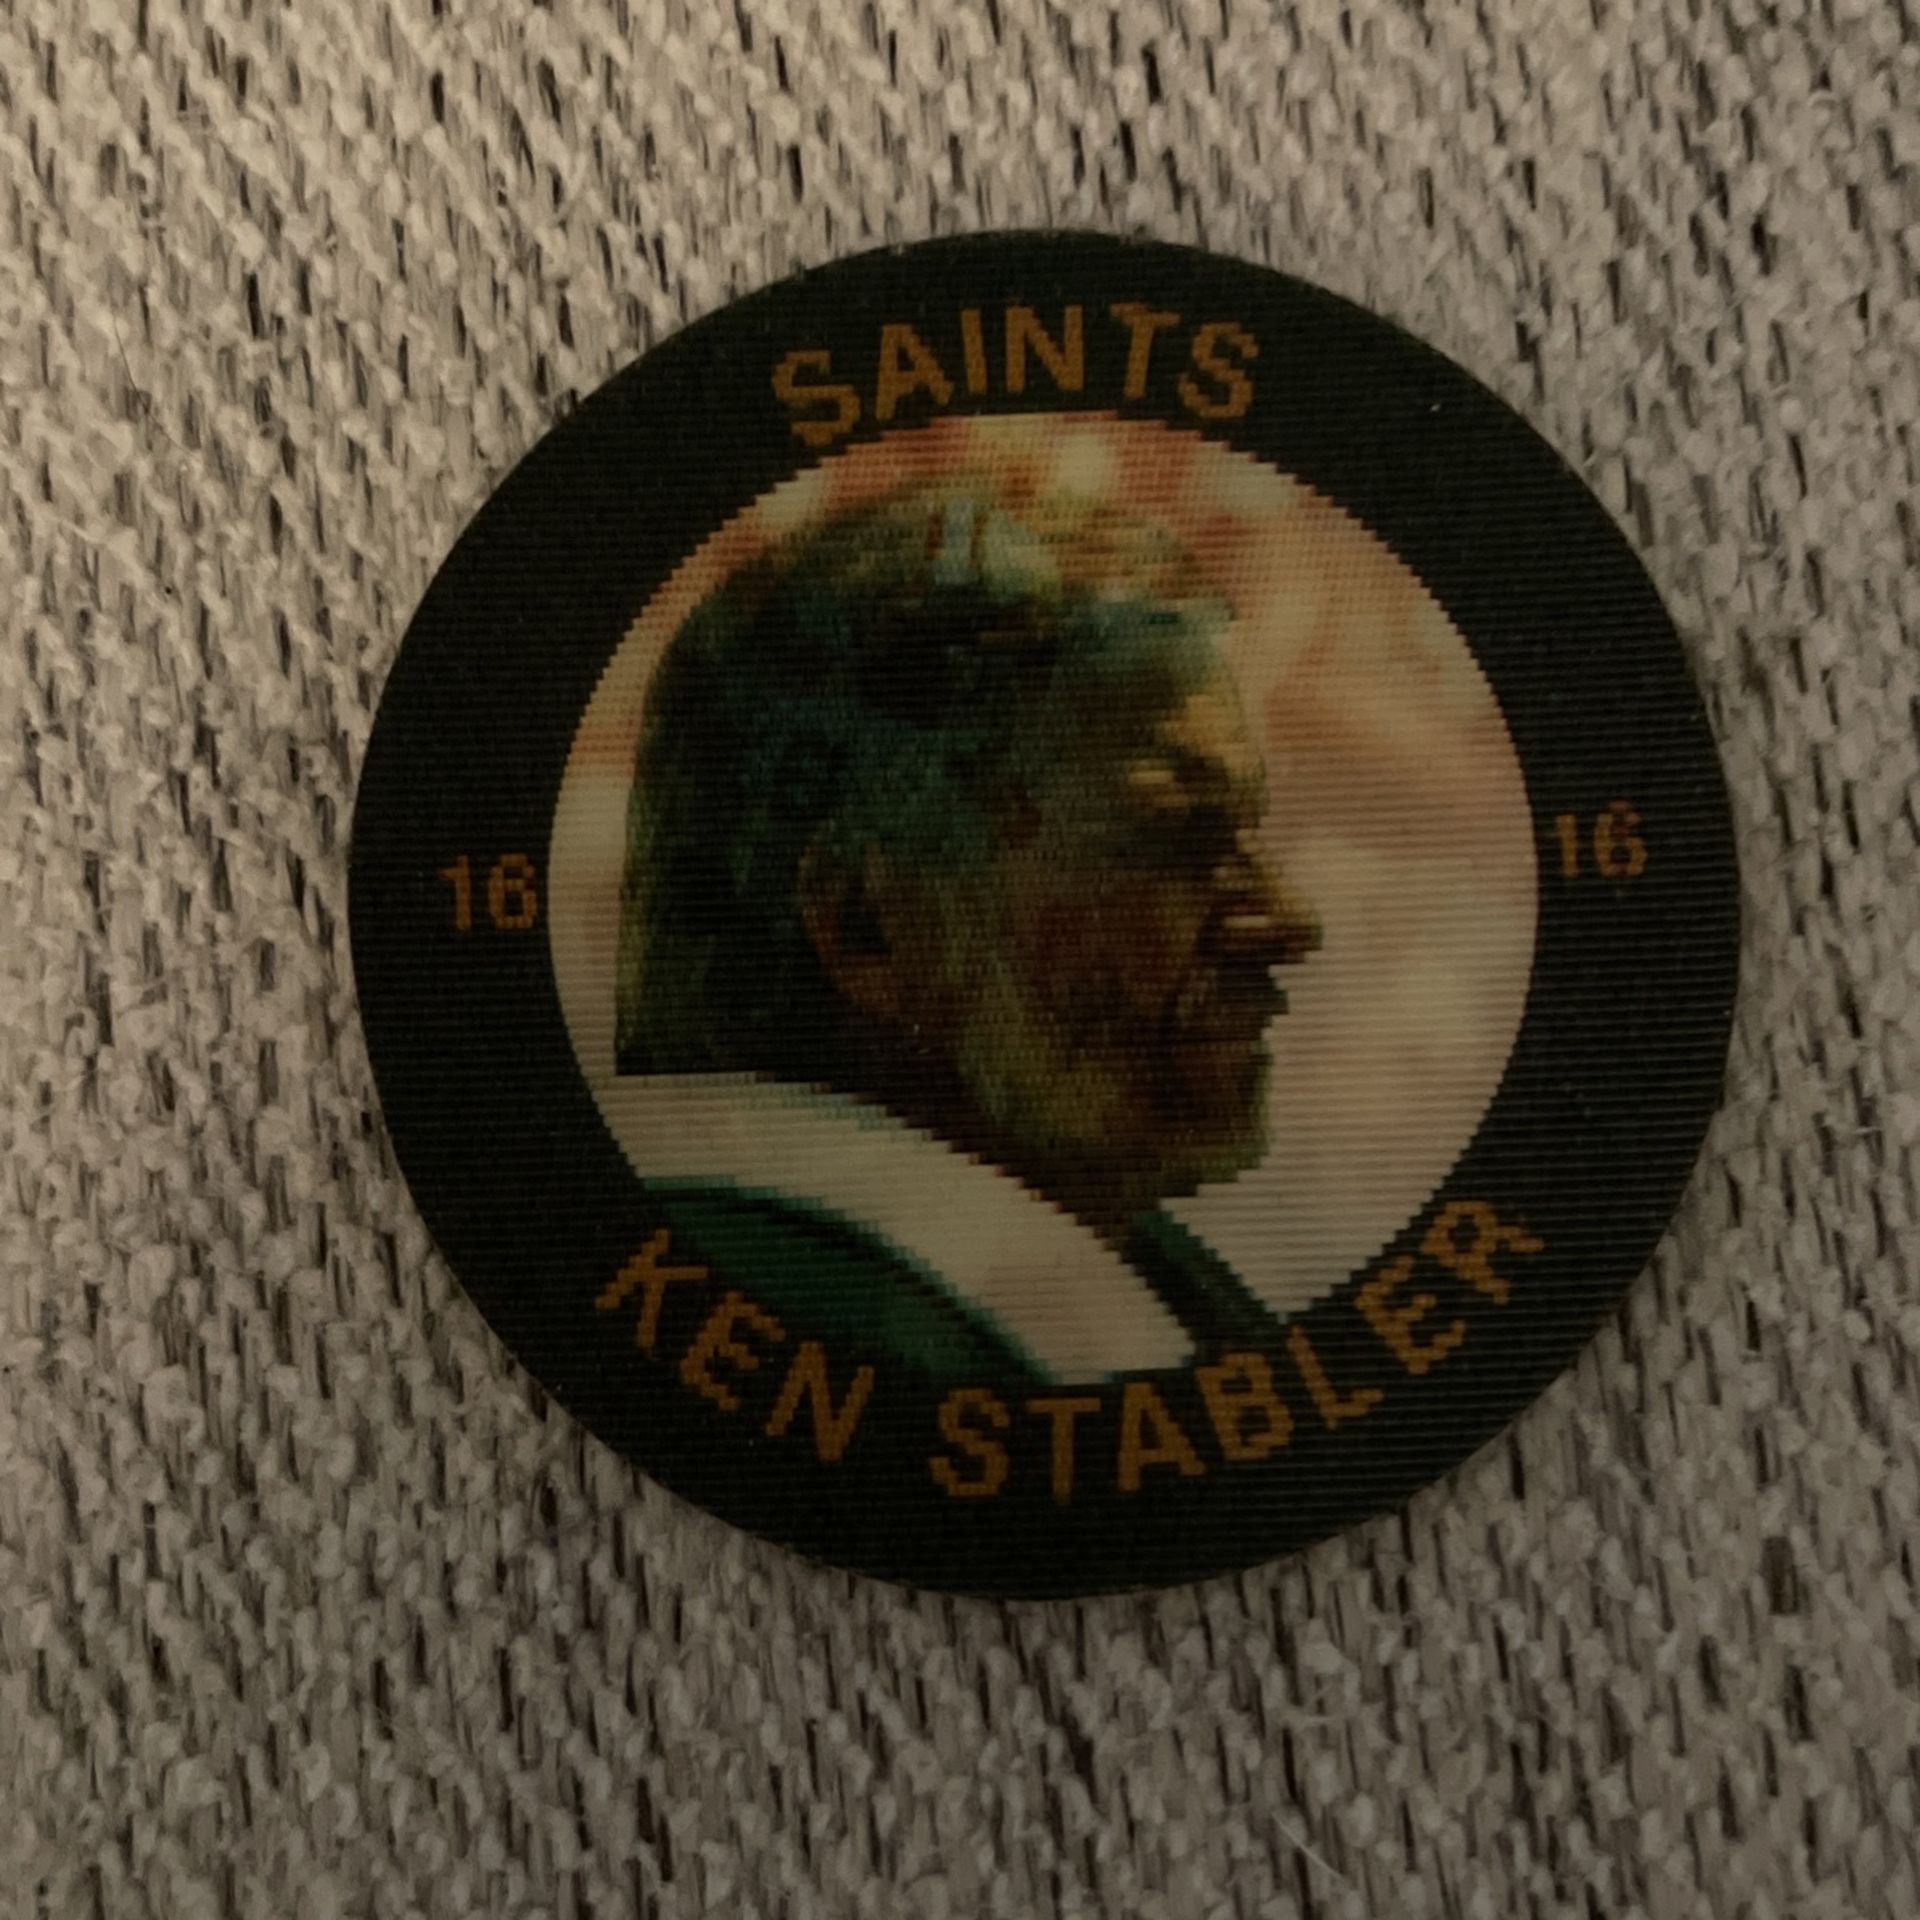 SAINTS
16 16
KEN STABLER